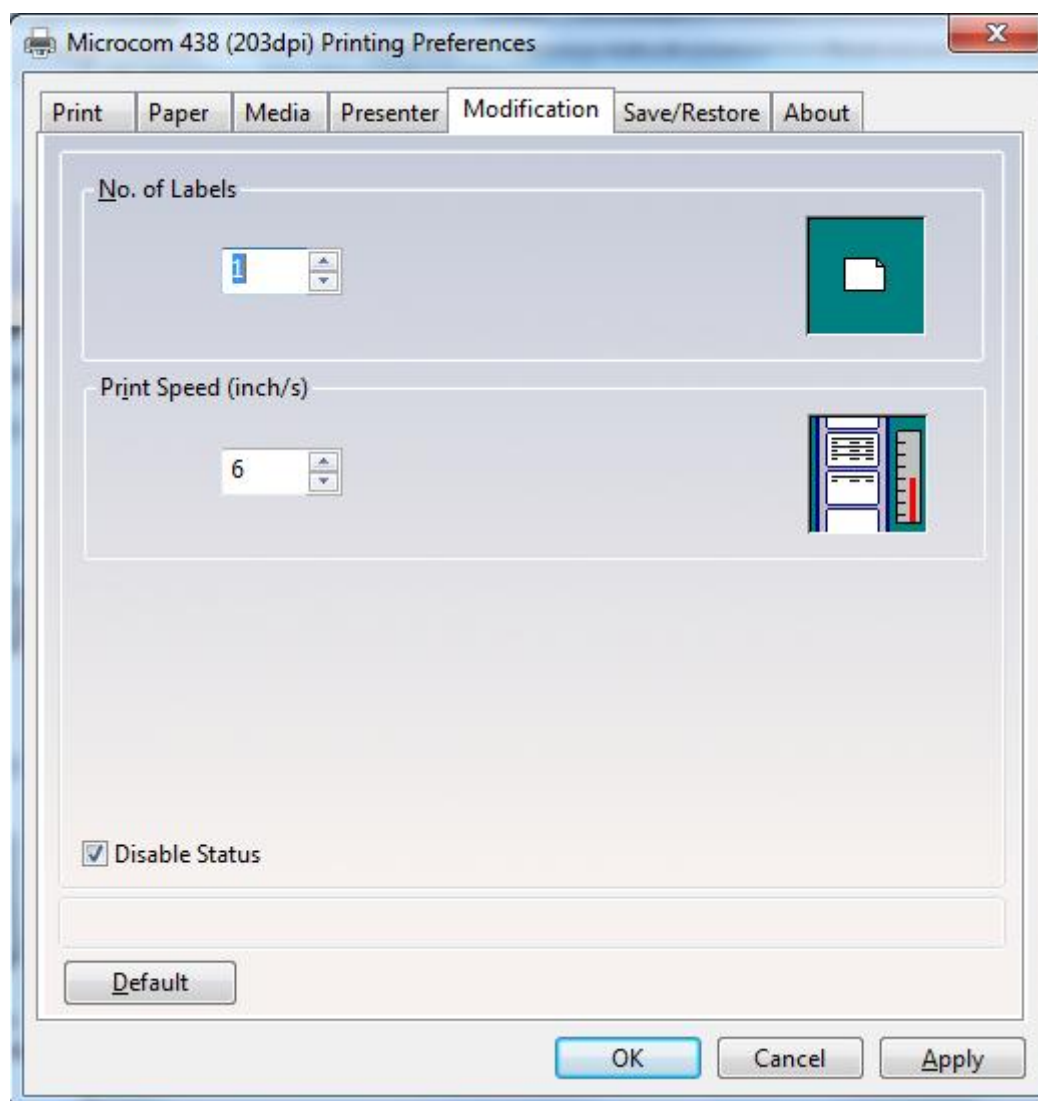 Microcom 438 (203dpi) Printing Preferences
Print Paper Media Presenter Modification Save/Restore About
No. of Labels
1
Print Speed (inch/s)
6
Disable Status
Default
OK Cancel Apply